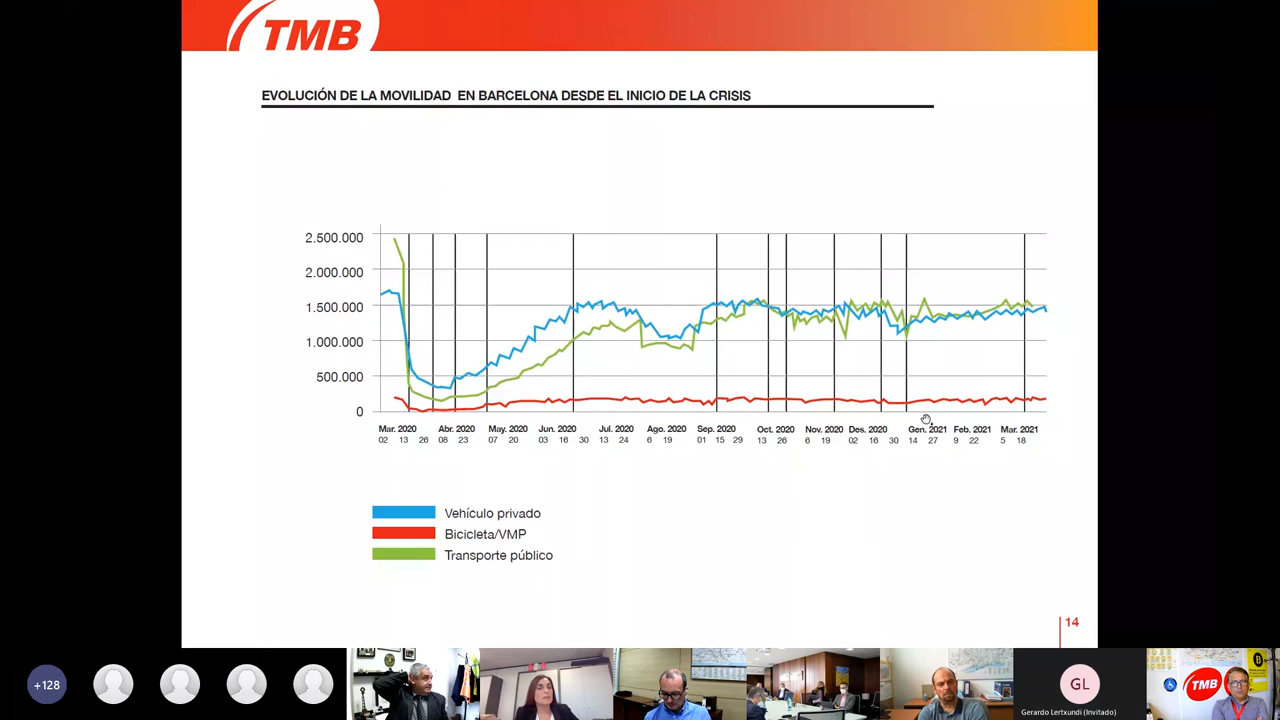 TMB
EVOLUCIÓN DE LA MOVILIDAD EN BARCELONA DESDE EL INICIO DE LA CRISIS
2.500.000
2.000.000
1.500.000
1.000.000
500.000
0
Mar. 2020 Abr. 2020 May. 2020 Jun. 2020 Jul. 2020 Ago. 2020 Sep. 2020 Oct. 2020 Nov. 2020 Des. 2020 Gen. 2021 Feb. 2021 Mar. 2021
02 13 26 08 23 07 20 03 16 30 13 24 6 19 01 15 29 13 26 6 19 02 16 30 14 27 9 22 5 18
Vehículo privado
Bicicleta/VMP
Transporte público
14
+128
GL
Gerardo Lertxundi (Invitado)
TMB